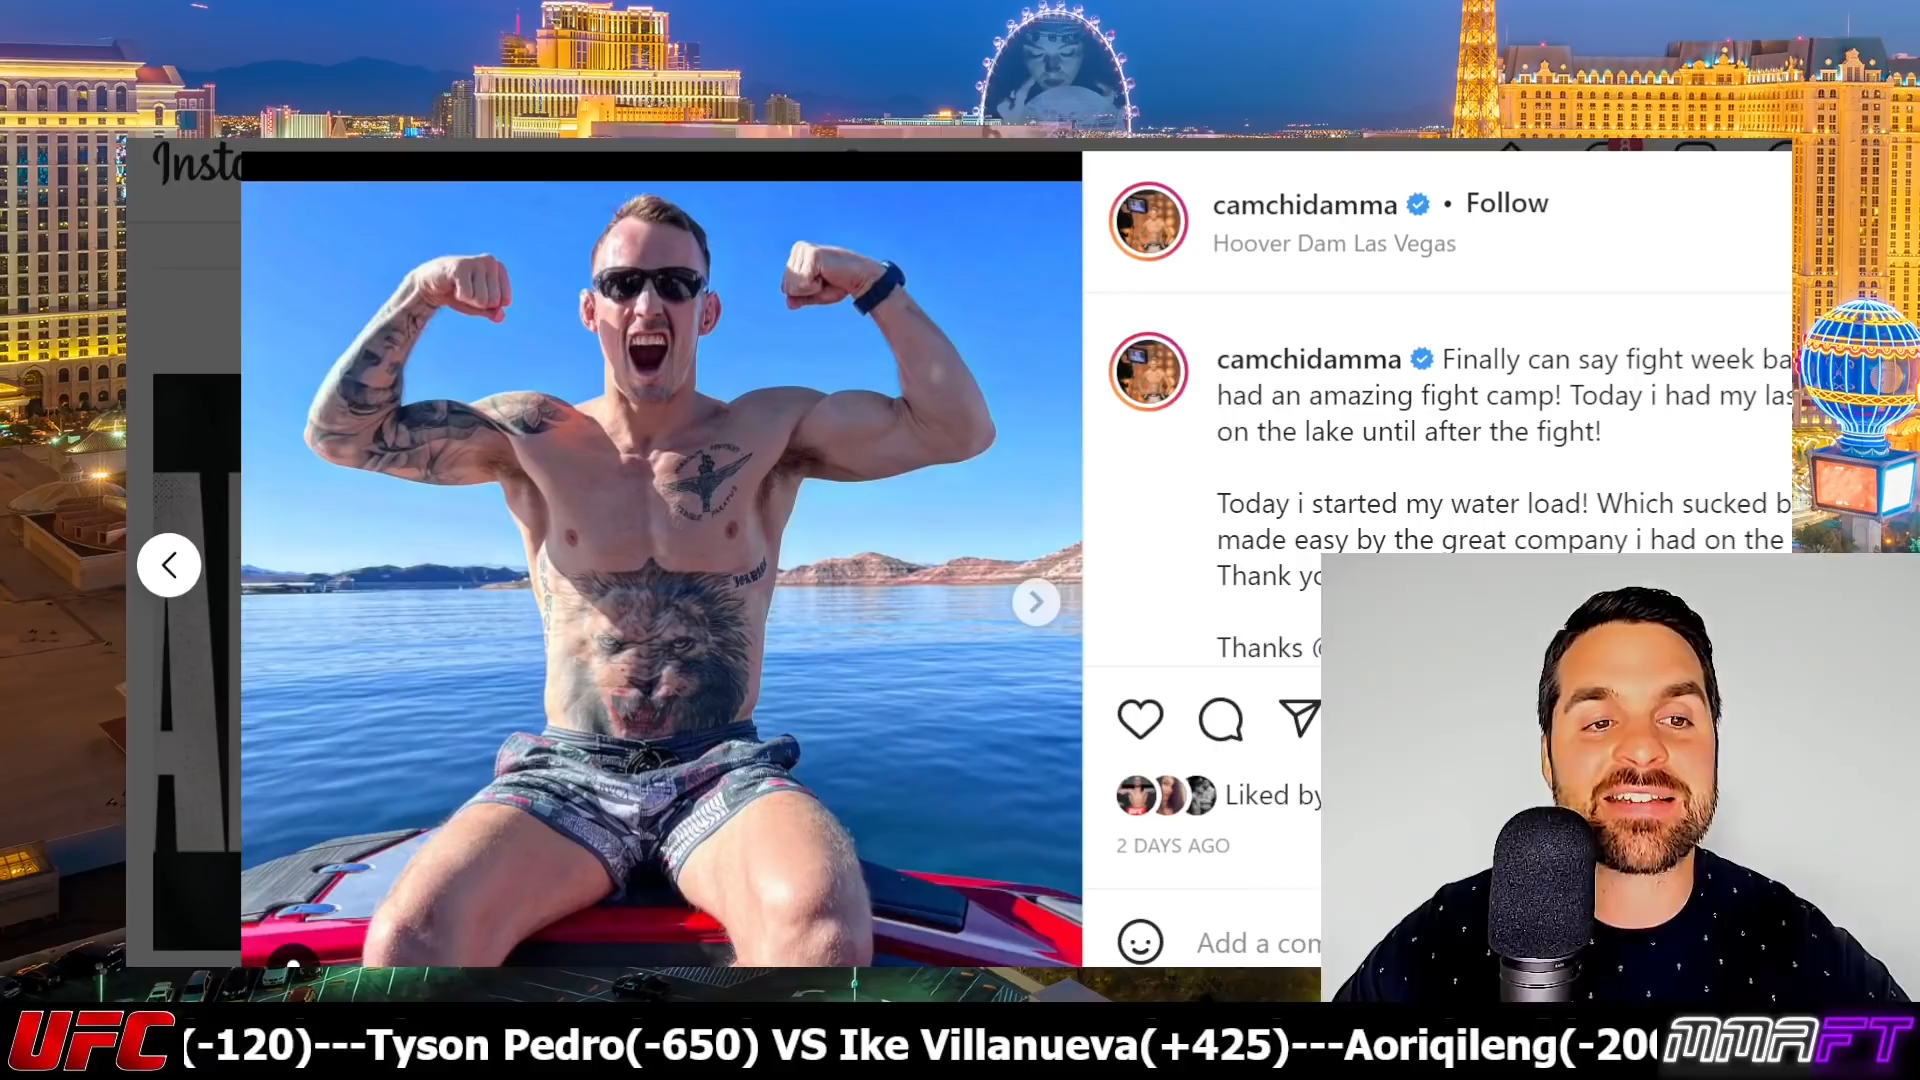 Insta
8
camchidamma • Follow
Hoover Dam Las Vegas
camchidamma Finally can say fight week ba
had an amazing fight camp! Today i had my las
on the lake until after the fight!
Today i started my water load! Which sucked b
made easy by the great company i had on the
Thank yo
Thanks @
Liked by
2 DAYS AGO
Add a com
UFC (-120)---Tyson Pedro(-650) VS Ike Villanueva(+425)---Aoriqileng(-200 MMAFT